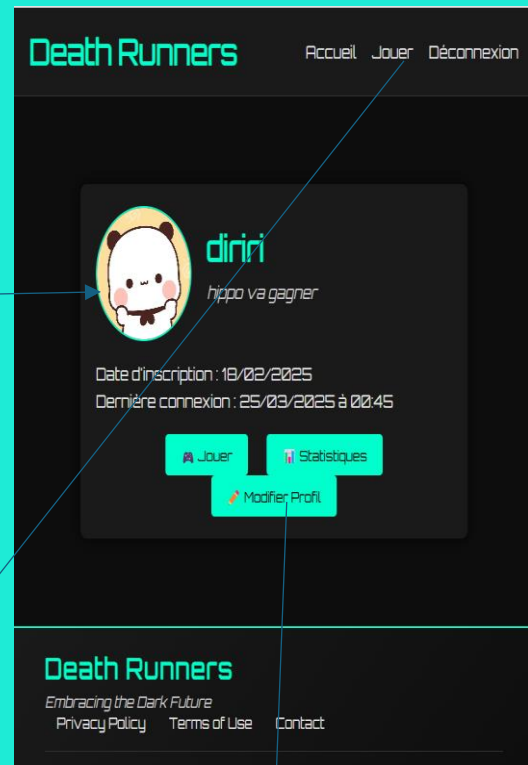 Death Runners Accueil Jouer Déconnexion
diriri
hippo va gagner
Date d'inscription : 18/02/2025
Dernière connexion : 25/03/2025 à 00:45
🎮 Jouer 📊 Statistiques
✏️ Modifier Profil
Death Runners
Embracing the Dark Future
Privacy Policy Terms of Use Contact